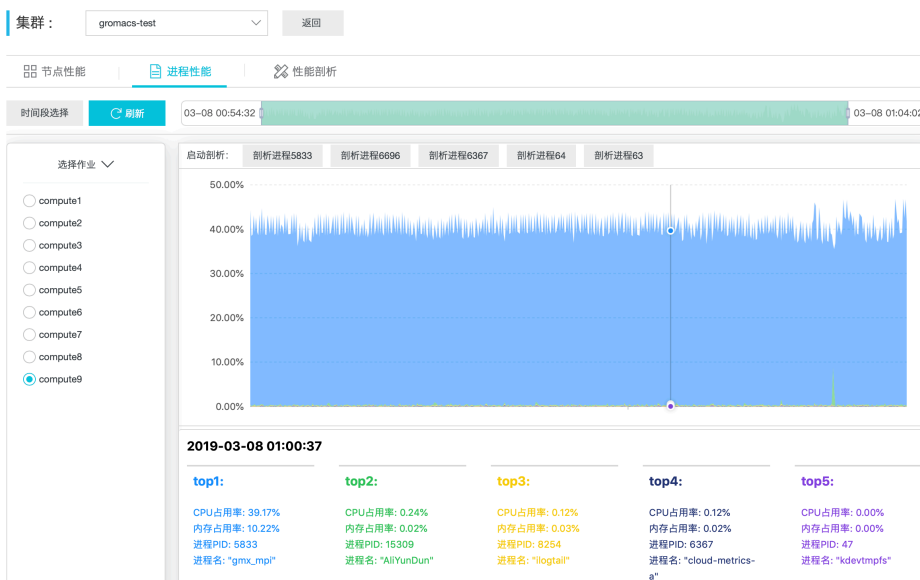 集群：
gromacs-test
返回
节点性能
进程性能
性能剖析
时间段选择
刷新
03-08 00:54:32
03-08 01:04:02
选择作业
compute1
compute2
compute3
compute4
compute5
compute6
compute7
compute8
compute9
启动剖析:
剖析进程5833
剖析进程6696
剖析进程6367
剖析进程64
剖析进程63
50.00%
40.00%
30.00%
20.00%
10.00%
0.00%
2019-03-08 01:00:37
top1:
CPU占用率: 39.17%
内存占用率: 10.22%
进程PID: 5833
进程名: "gmx_mpi"
top2:
CPU占用率: 0.24%
内存占用率: 0.02%
进程PID: 15309
进程名: "AliYunDun"
top3:
CPU占用率: 0.12%
内存占用率: 0.03%
进程PID: 8254
进程名: "ilogtail"
top4:
CPU占用率: 0.12%
内存占用率: 0.02%
进程PID: 6367
进程名: "cloud-metrics-
a"
top5:
CPU占用率: 0.00%
内存占用率: 0.00%
进程PID: 47
进程名: "kdevtmpfs"